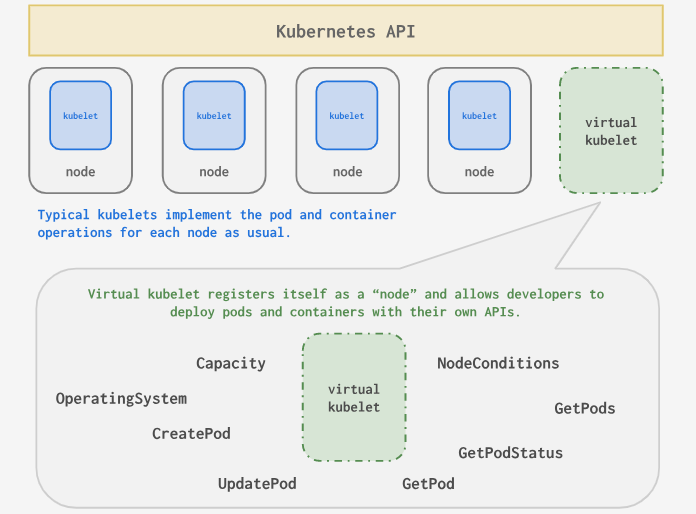 Kubernetes API
kubelet
kubelet
kubelet
kubelet
virtual
kubelet
node
node
node
node
Typical kubelets implement the pod and container
operations for each node as usual.
Virtual kubelet registers itself as a “node” and allows developers to
deploy pods and containers with their own APIs.
Capacity
NodeConditions
virtual
kubelet
OperatingSystem
GetPods
CreatePod
GetPodStatus
UpdatePod
GetPod